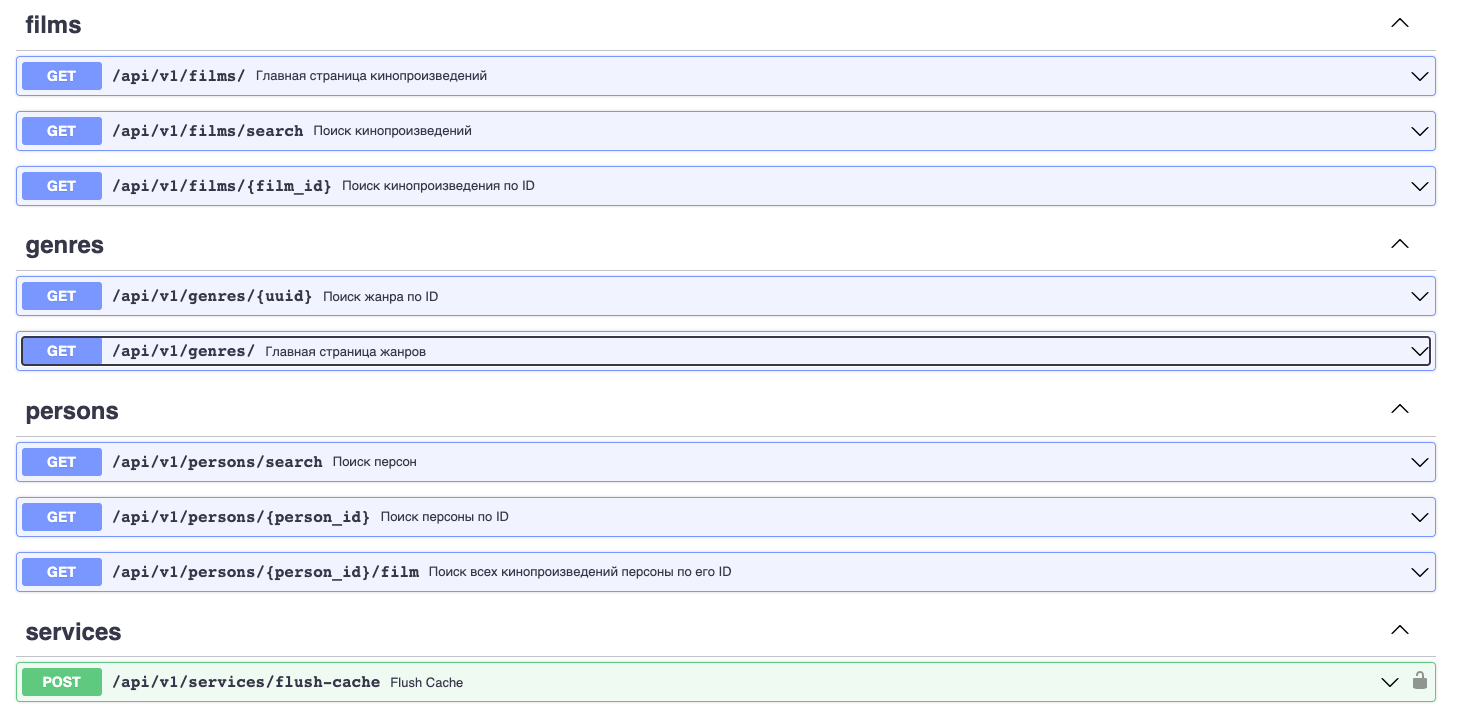 films
GET /api/v1/films/ Главная страница кинопроизведений
GET /api/v1/films/search Поиск кинопроизведений
GET /api/v1/films/{film_id} Поиск кинопроизведения по ID
genres
GET /api/v1/genres/{uuid} Поиск жанра по ID
GET /api/v1/genres/ Главная страница жанров
persons
GET /api/v1/persons/search Поиск персон
GET /api/v1/persons/{person_id} Поиск персоны по ID
GET /api/v1/persons/{person_id}/film Поиск всех кинопроизведений персоны по его ID
services
POST /api/v1/services/flush-cache Flush Cache